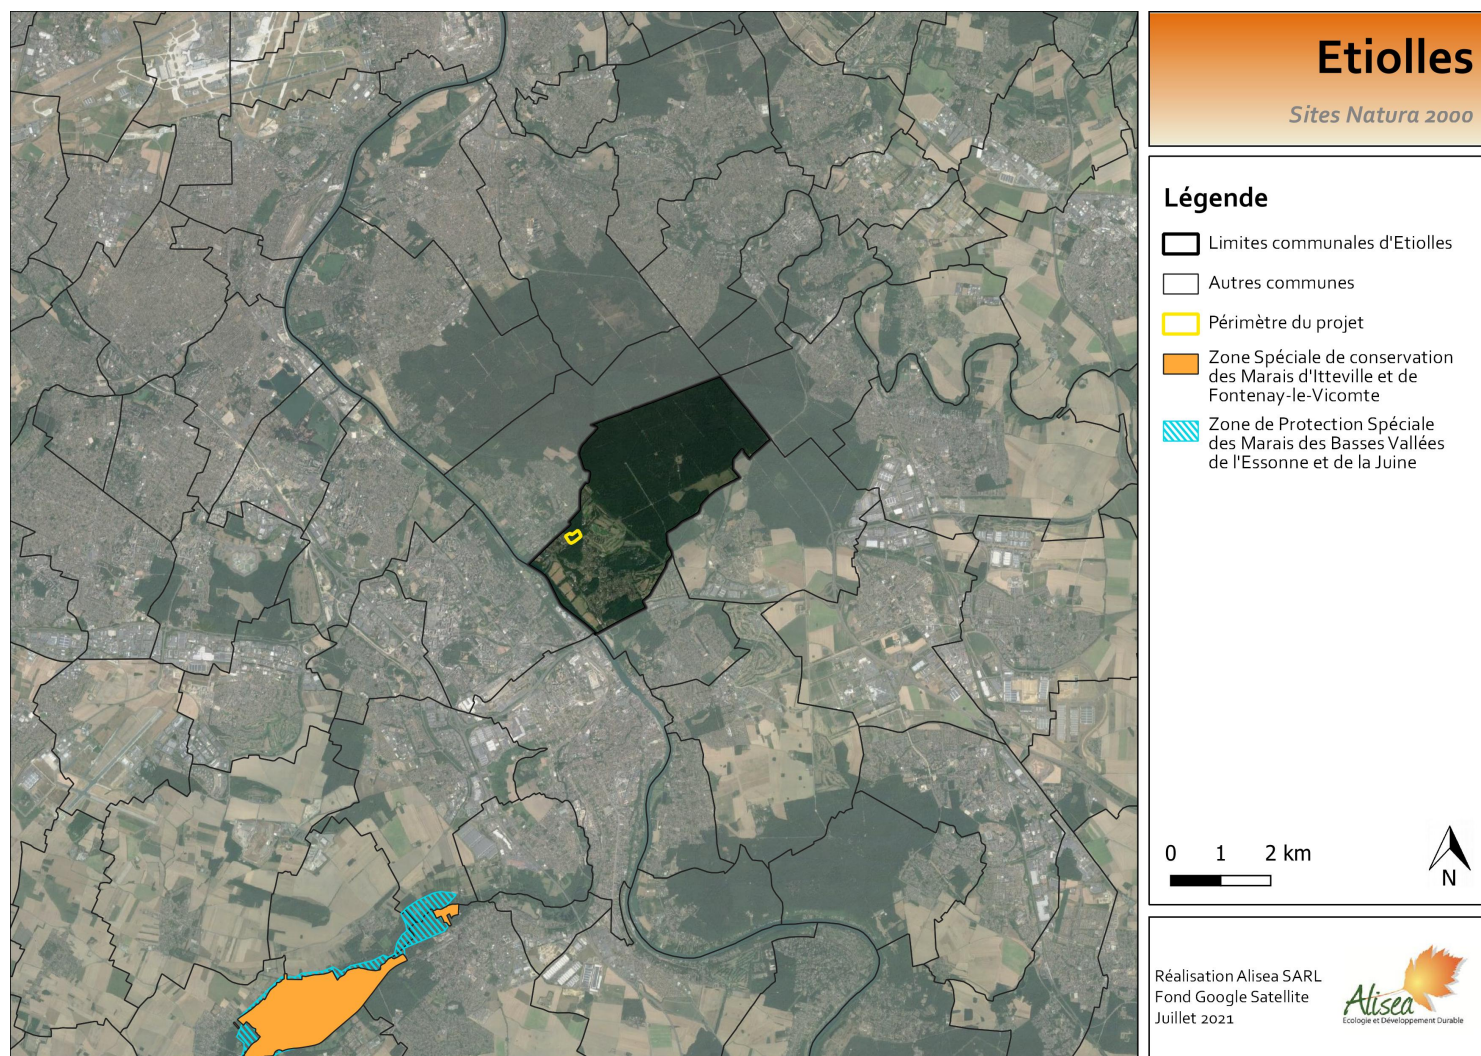 Etiolles
Sites Natura 2000
Légende
Limites communales d'Etiolles
Autres communes
Périmètre du projet
Zone Spéciale de conservation
des Marais d'Itteville et de
Fontenay-le-Vicomte
Zone de Protection Spéciale
des Marais des Basses Vallées
de l'Essonne et de la Juine
0 1 2 km
N
Réalisation Alisea SARL
Fond Google Satellite
Juillet 2021
Alisea
Ecologie et Développement Durable